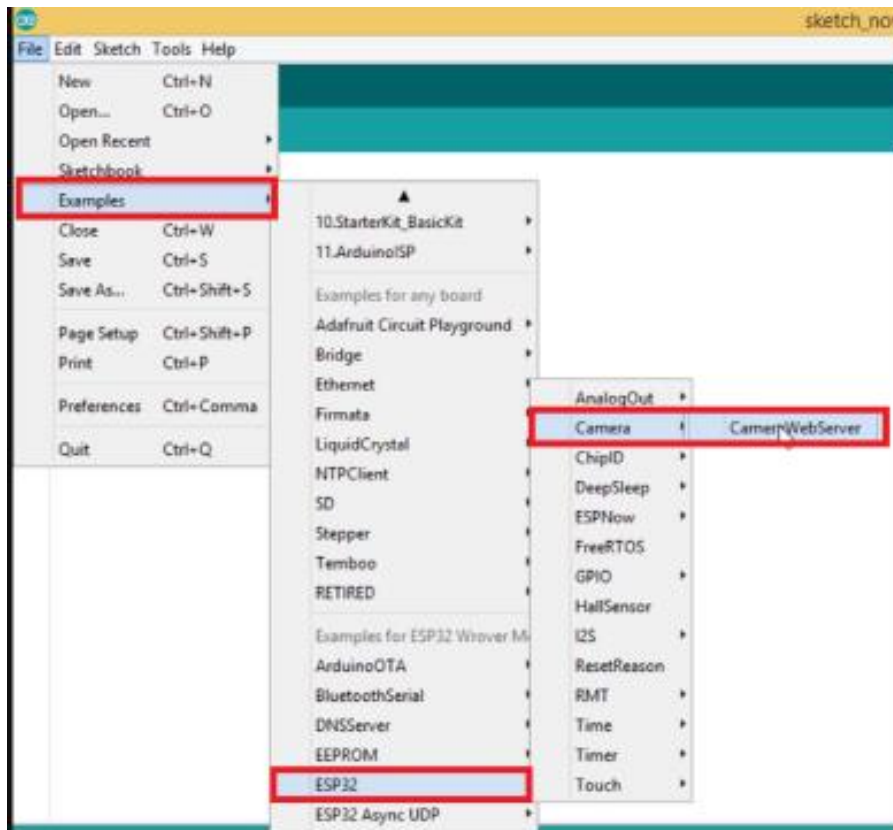 sketch_no
File Edit Sketch Tools Help
New Ctrl+N
Open... Ctrl+O
Open Recent
Sketchbook
Examples
Close Ctrl+W
Save Ctrl+S
Save As... Ctrl+Shift+S
Page Setup Ctrl+Shift+P
Print Ctrl+P
Preferences Ctrl+Comma
Quit Ctrl+Q
10.StarterKit_BasicKit
11.ArduinoISP
Examples for any board
Adafruit Circuit Playground
Bridge
Ethernet
Firmata
LiquidCrystal
NTPClient
SD
Stepper
Temboo
RETIRED
Examples for ESP32 Wrover M
ArduinoOTA
BluetoothSerial
DNSServer
EEPROM
ESP32
ESP32 Async UDP
AnalogOut
Camera
ChipID
DeepSleep
ESPNow
FreeRTOS
GPIO
HallSensor
I2S
ResetReason
RMT
Time
Timer
Touch
CameraWebServer